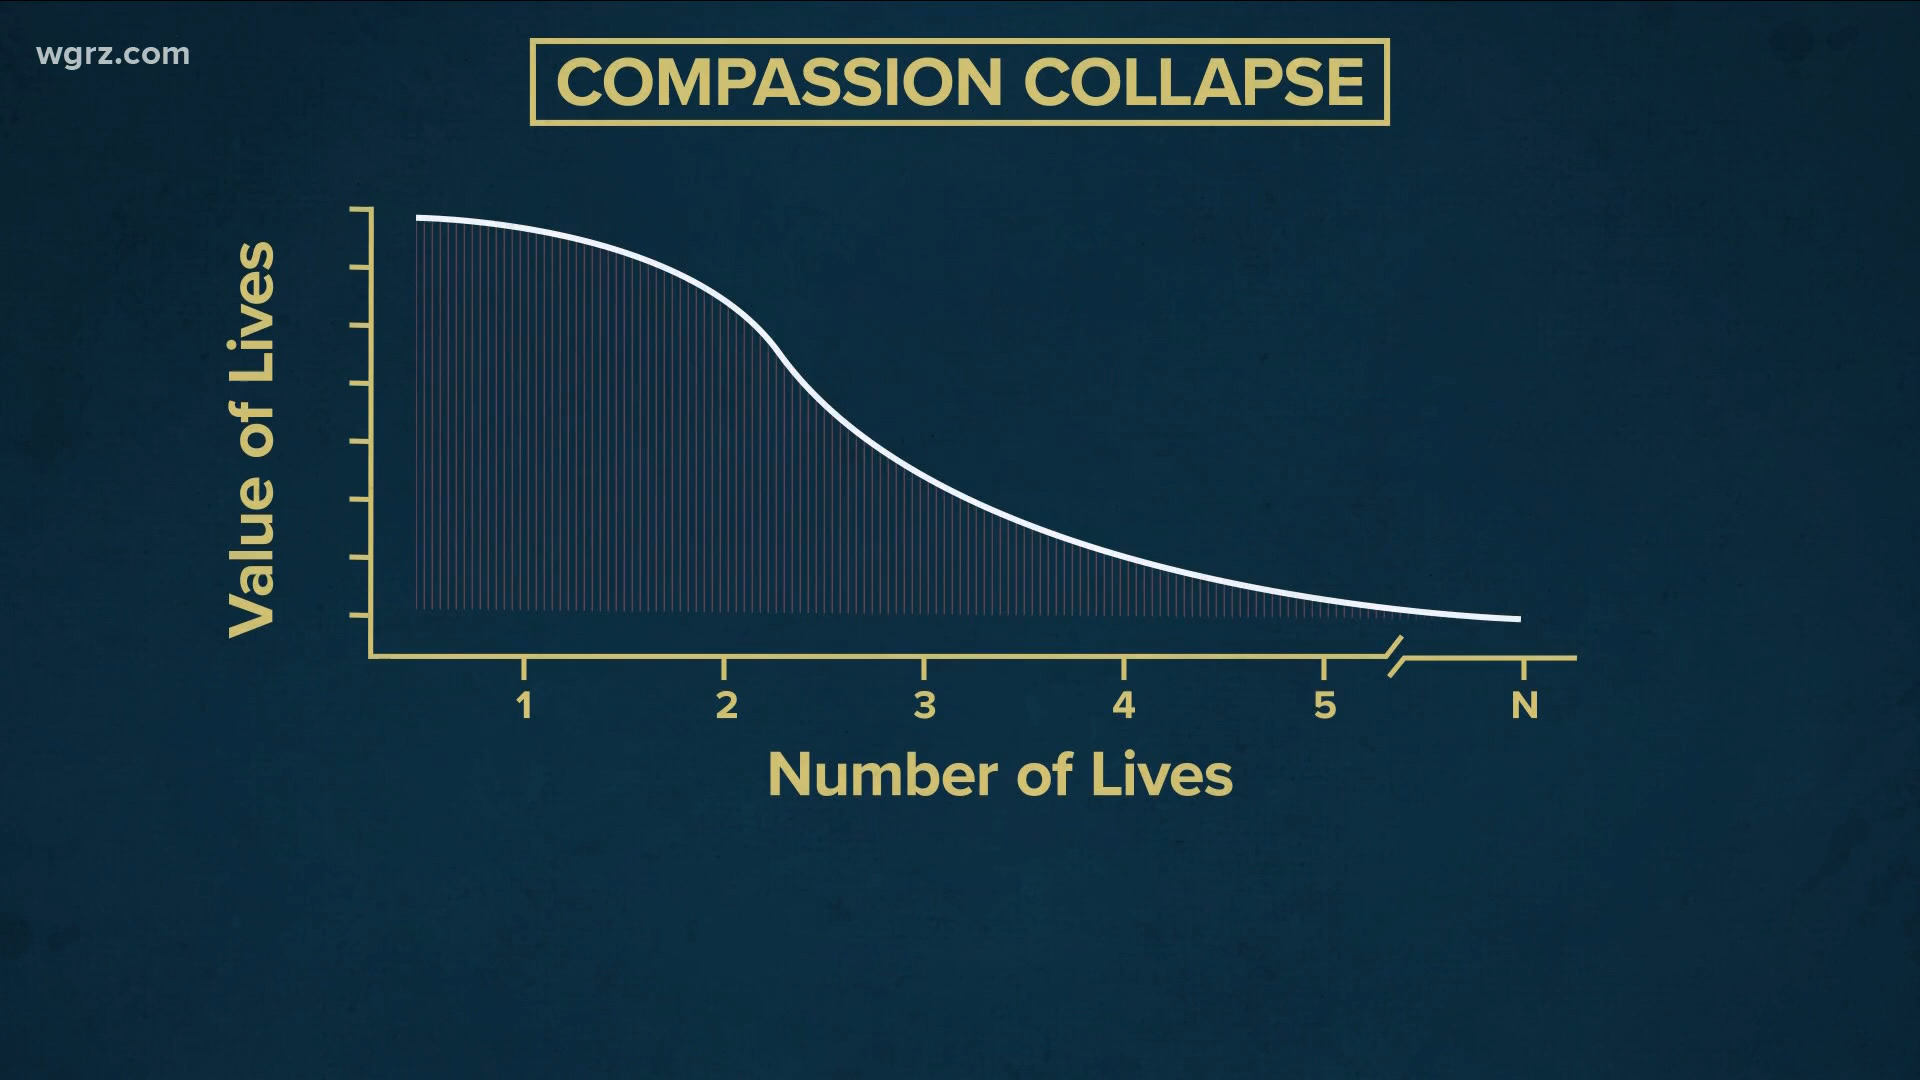 wgrz.com
COMPASSION COLLAPSE
Value of Lives
1 2 3 4 5 N
Number of Lives